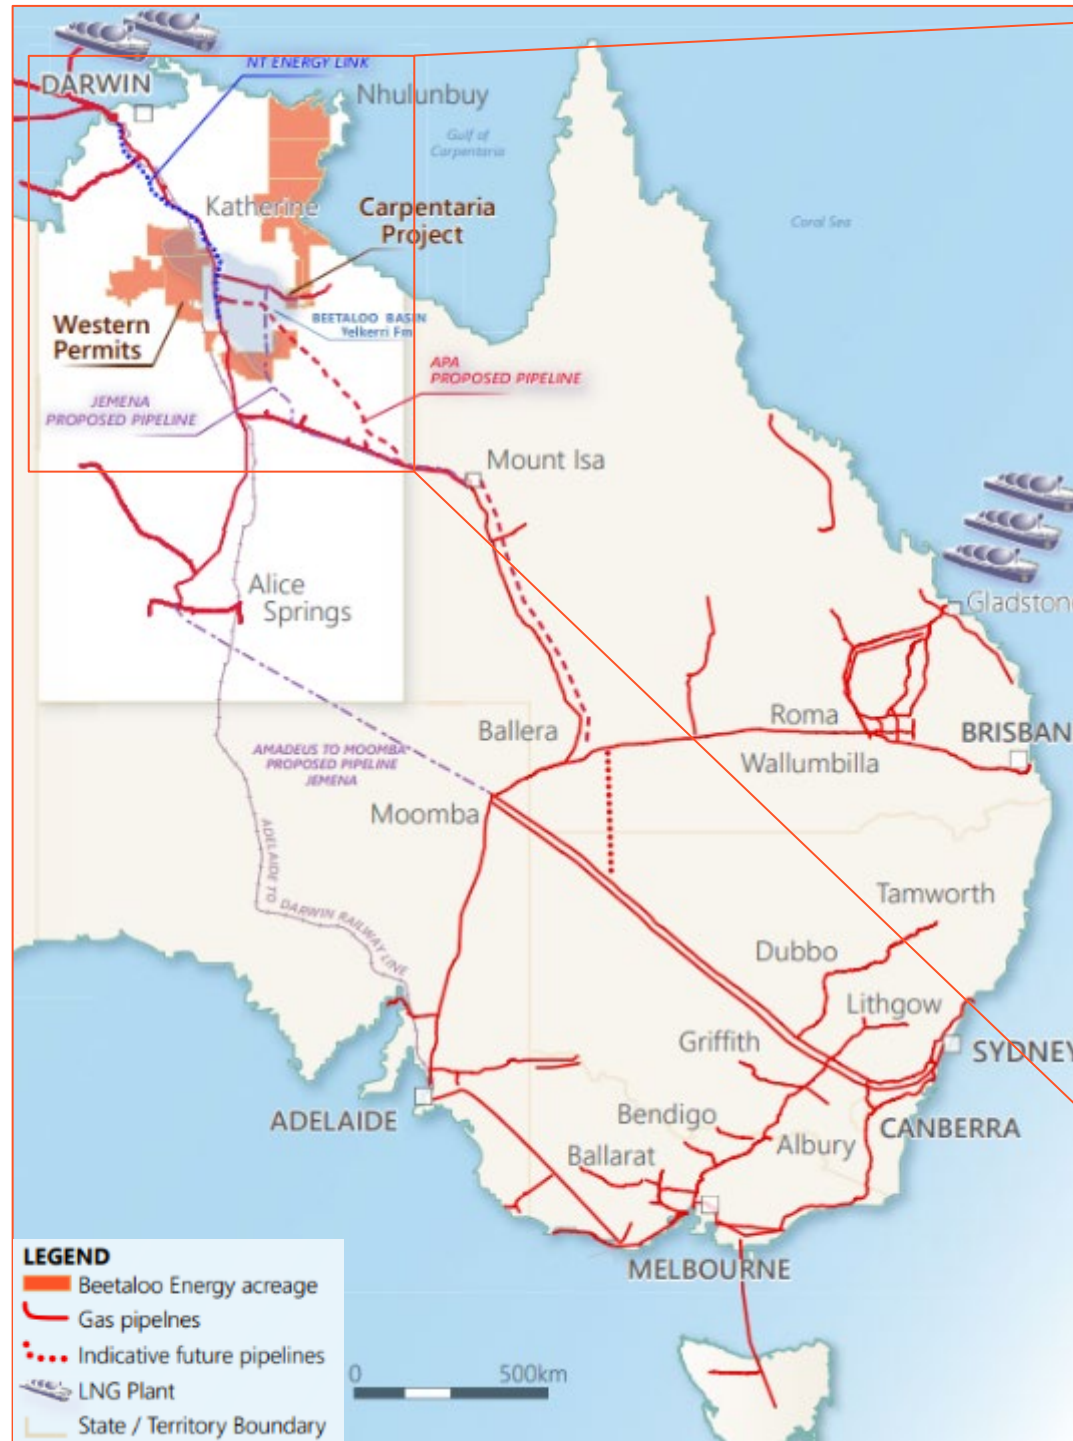 NT ENERGY LINK
DARWIN
Nhulunbuy
Gulf of
Carpentaria
Katherine
Carpentaria
Project
Coral Sea
Western
Permits
BEETALOO BASIN
Yelkerri Fm
APA
PROPOSED PIPELINE
JEMENA
PROPOSED PIPELINE
Mount Isa
Alice
Springs
Gladstone
Ballera
Roma
BRISBAN
Wallumbilla
AMADEUS TO MOOMBA
PROPOSED PIPELINE
JEMENA
Moomba
ADELAIDE TO DARWIN RAILWAY LINE
Tamworth
Dubbo
Lithgow
Griffith
SYDNEY
ADELAIDE
Bendigo
CANBERRA
Albury
Ballarat
MELBOURNE
LEGEND
Beetaloo Energy acreage
Gas pipelnes
Indicative future pipelines
LNG Plant
State / Territory Boundary
0 500km